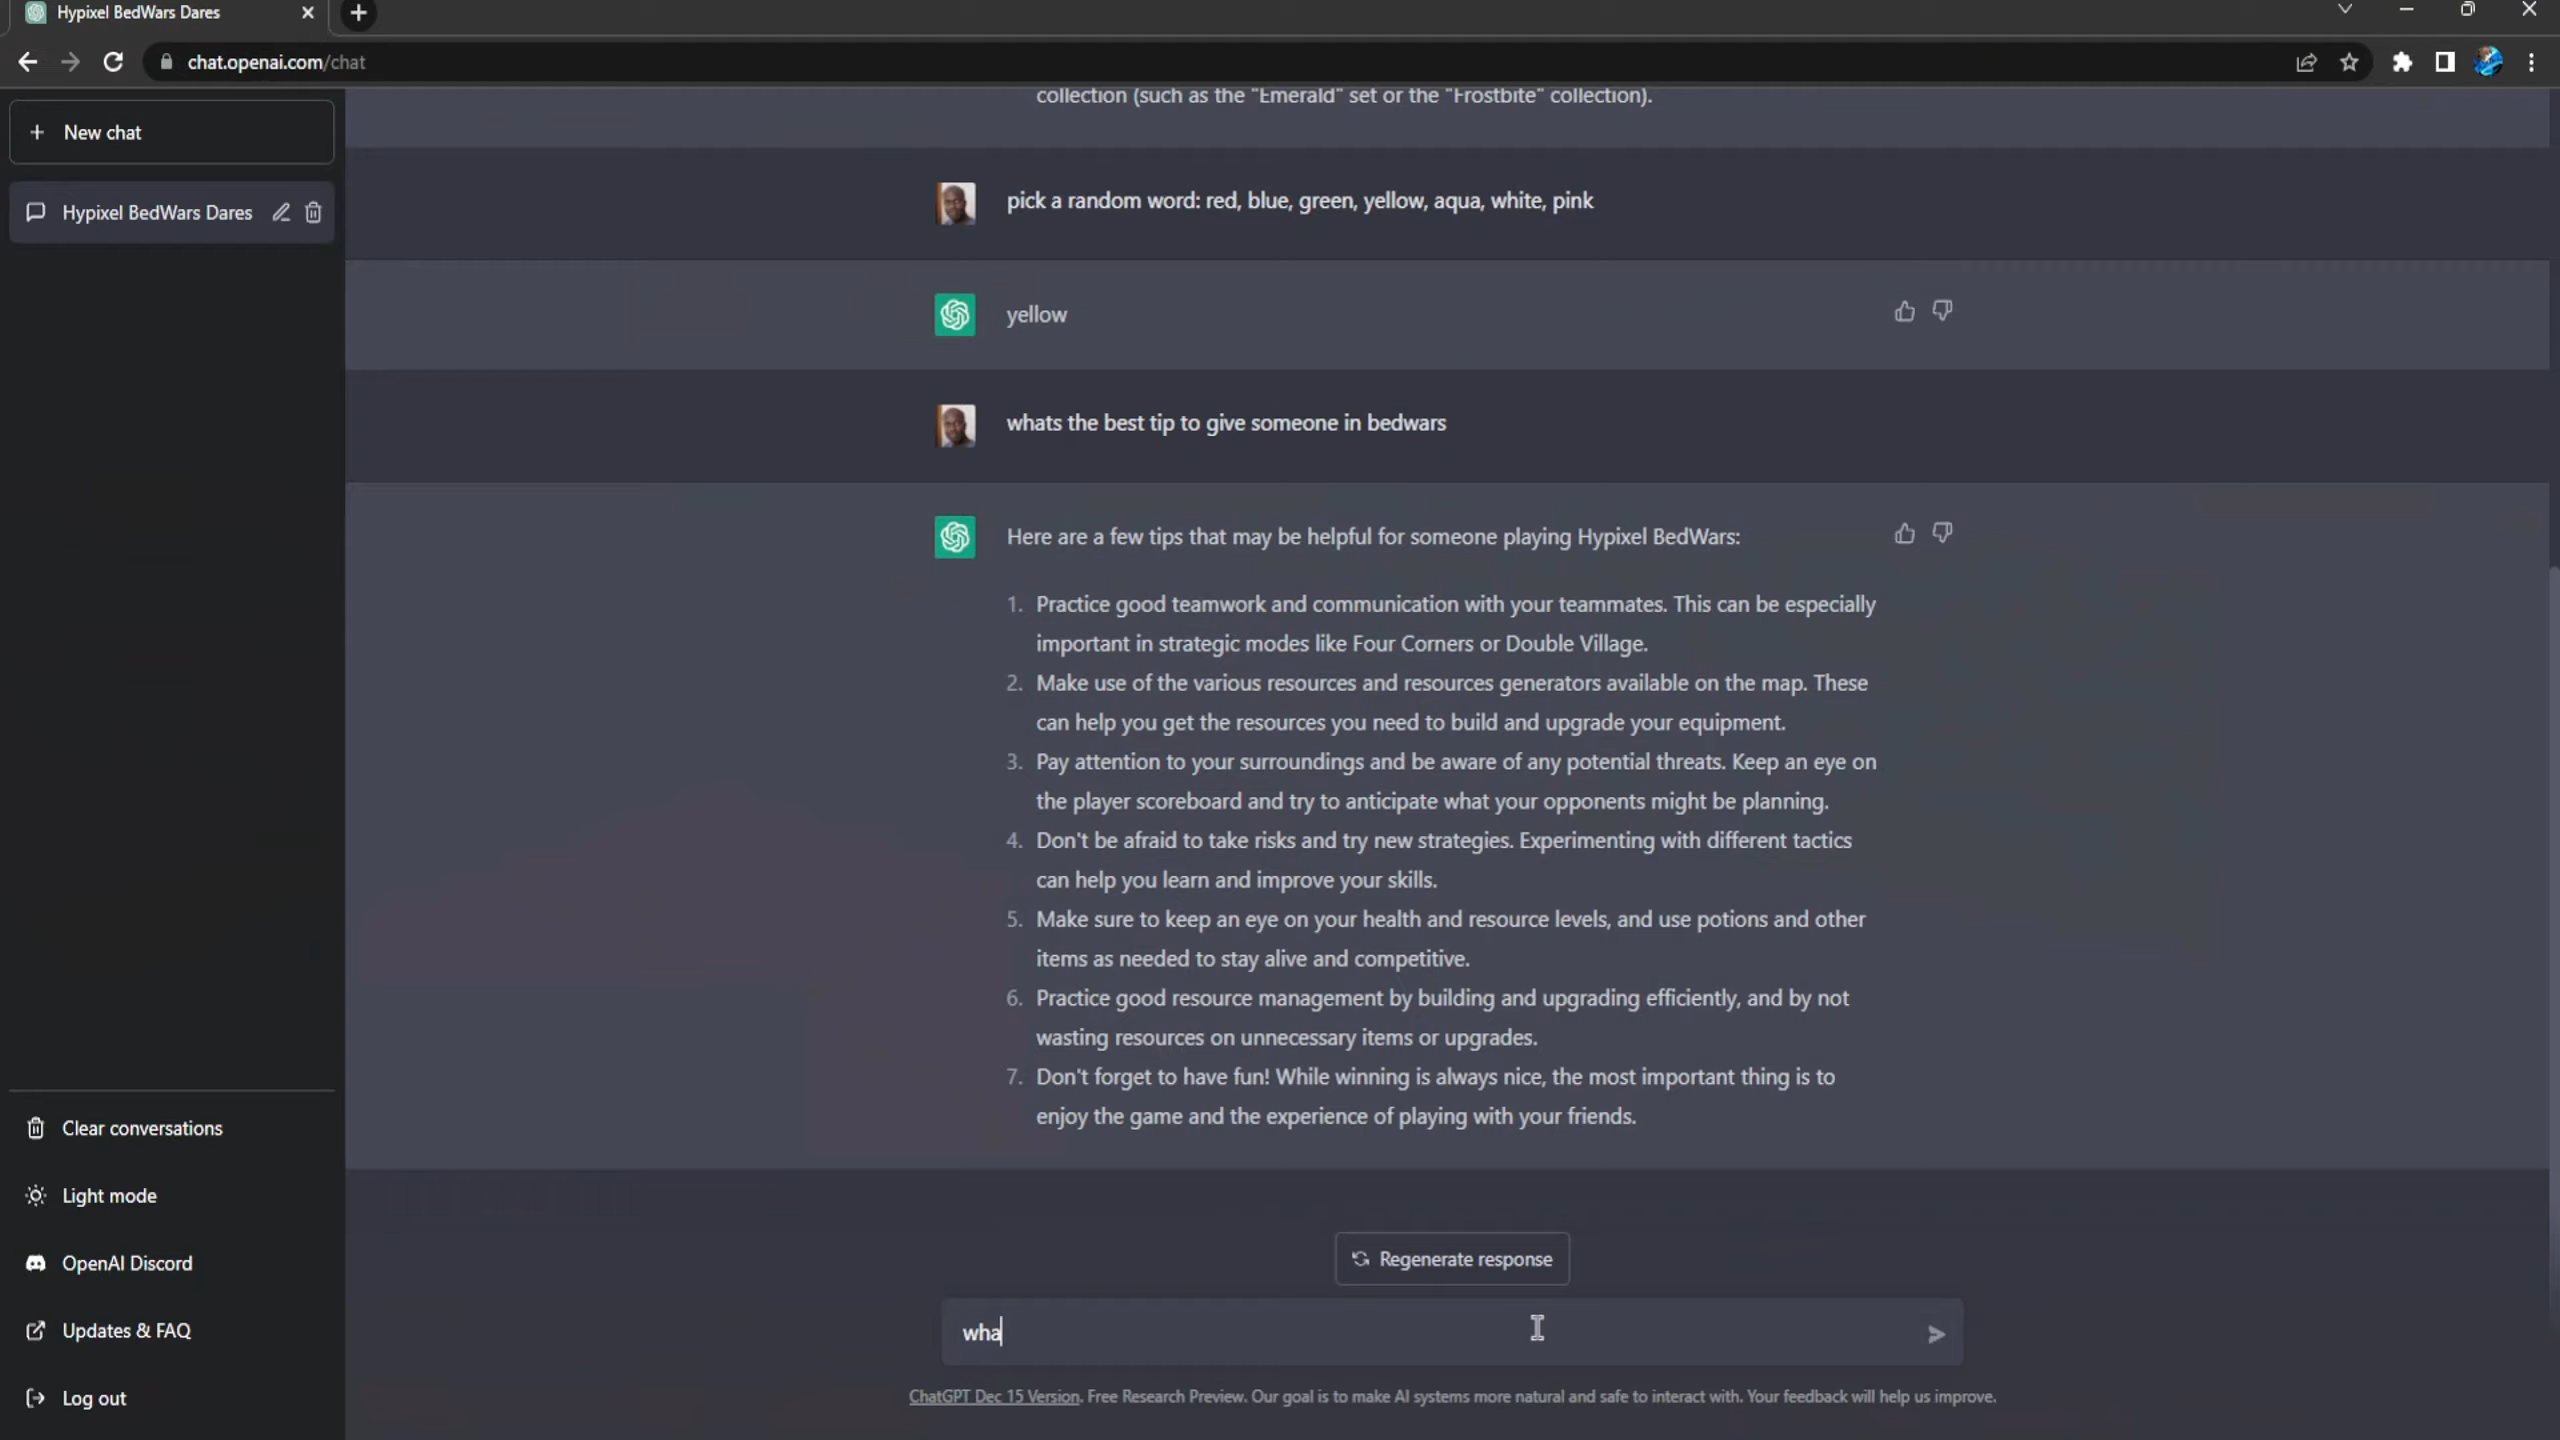 Hypixel BedWars Dares
chat.openai.com/chat
New chat
Hypixel BedWars Dares
collection (such as the "Emerald" set or the "Frostbite" collection).
pick a random word: red, blue, green, yellow, aqua, white, pink
yellow
whats the best tip to give someone in bedwars
Here are a few tips that may be helpful for someone playing Hypixel BedWars:
1. Practice good teamwork and communication with your teammates. This can be especially
important in strategic modes like Four Corners or Double Village.
2. Make use of the various resources and resources generators available on the map. These
can help you get the resources you need to build and upgrade your equipment.
3. Pay attention to your surroundings and be aware of any potential threats. Keep an eye on
the player scoreboard and try to anticipate what your opponents might be planning.
4. Don't be afraid to take risks and try new strategies. Experimenting with different tactics
can help you learn and improve your skills.
5. Make sure to keep an eye on your health and resource levels, and use potions and other
items as needed to stay alive and competitive.
6. Practice good resource management by building and upgrading efficiently, and by not
wasting resources on unnecessary items or upgrades.
7. Don't forget to have fun! While winning is always nice, the most important thing is to
enjoy the game and the experience of playing with your friends.
Clear conversations
Light mode
OpenAI Discord
Updates & FAQ
Log out
Regenerate response
wha
ChatGPT Dec 15 Version. Free Research Preview. Our goal is to make AI systems more natural and safe to interact with. Your feedback will help us improve.